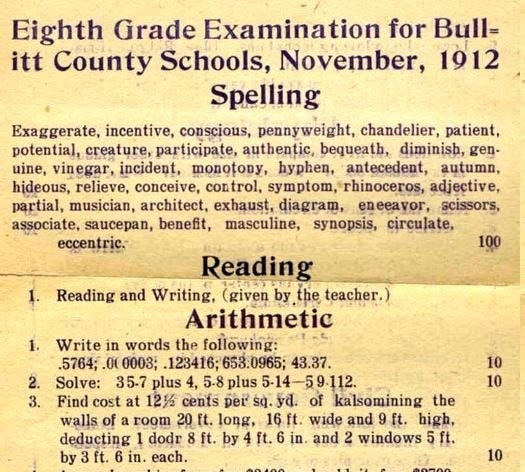 Eighth Grade Examination for Bull=
itt County Schools, November, 1912
Spelling
Exaggerate, incentive, conscious, pennyweight, chandelier, patient,
potential, creature, participate, authentic, bequeath, diminish, gen-
uine, vinegar, incident, monotony, hyphen, antecedent, autumn,
hideous, relieve, conceive, control, symptom, rhinoceros, adjective,
partial, musician, architect, exhaust, diagram, eneeavor, scissors,
associate, saucepan, benefit, masculine, synopsis, circulate,
eccentric. 100
Reading
1. Reading and Writing, (given by the teacher.)
Arithmetic
1. Write in words the following:
.5764; .0(0003; .123416; 653.0965; 43.37. 10
2. Solve: 35-7 plus 4, 5-8 plus 5-14—59-112. 10
3. Find cost at 12½ cents per sq. yd. of kalsomining the
walls of a room 20 ft. long, 16 ft. wide and 9 ft. high,
deducting 1 dodr 8 ft. by 4 ft. 6 in. and 2 windows 5 ft.
by 3 ft. 6 in. each. 10